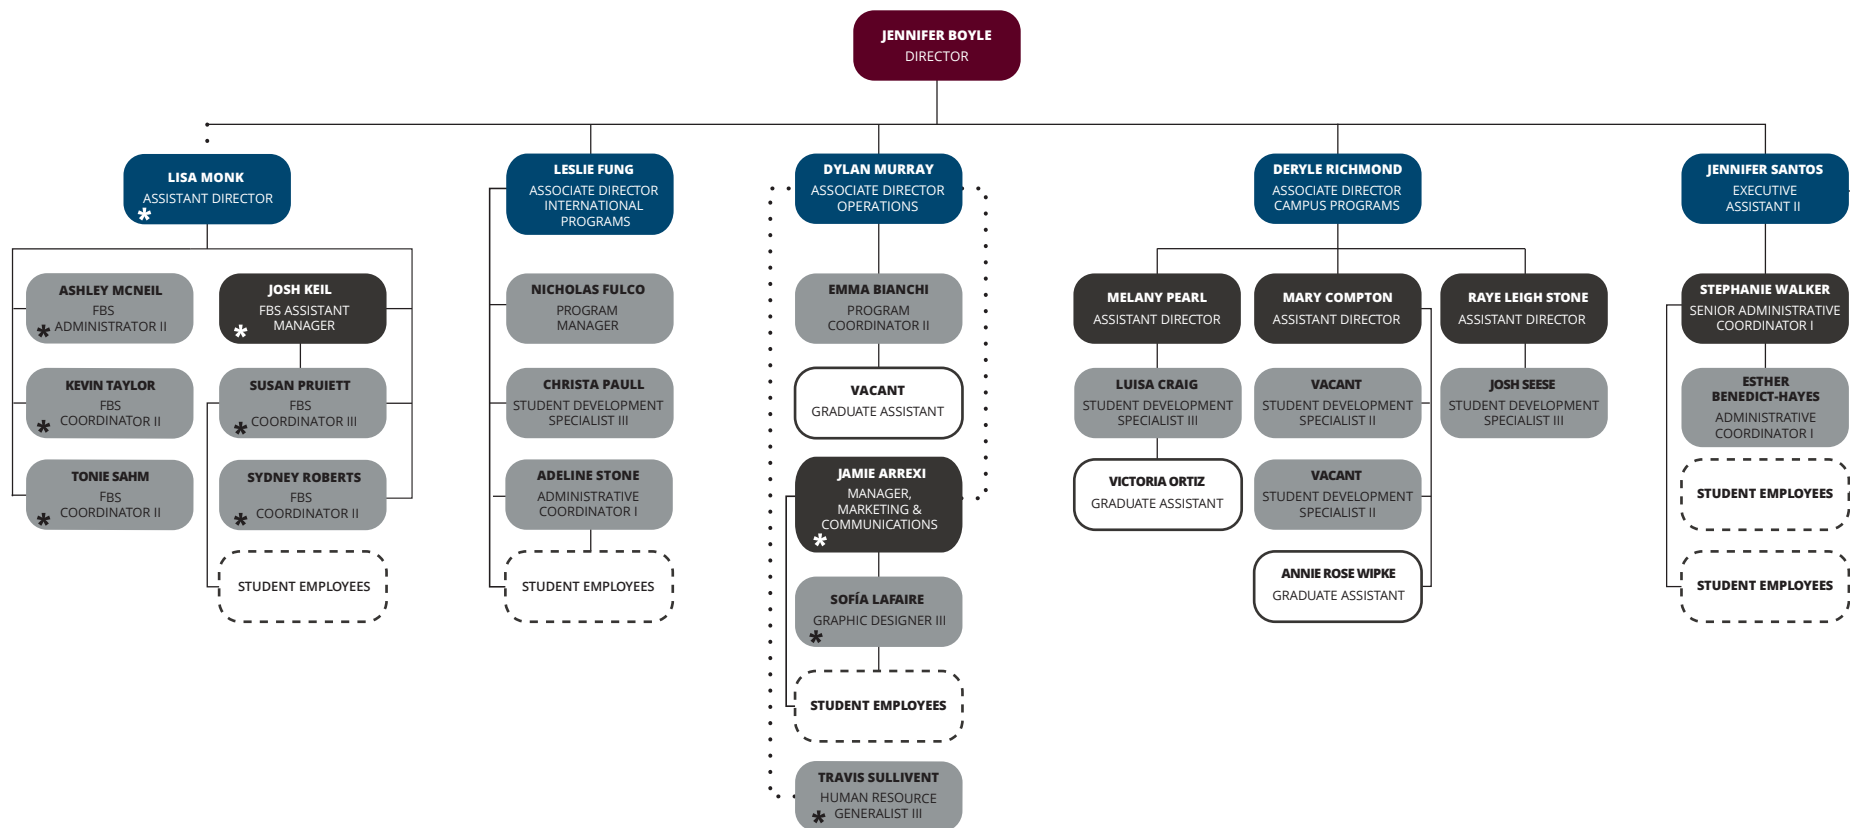 JENNIFER BOYLE
DIRECTOR
LISA MONK
ASSISTANT DIRECTOR
*
ASHLEY MCNEIL
FBS
ADMINISTRATOR II
*
JOSH KEIL
FBS ASSISTANT
MANAGER
*
KEVIN TAYLOR
FBS
COORDINATOR II
*
SUSAN PRUIETT
FBS
COORDINATOR III
*
TONIE SAHM
FBS
COORDINATOR II
*
SYDNEY ROBERTS
FBS
COORDINATOR II
*
STUDENT EMPLOYEES
LESLIE FUNG
ASSOCIATE DIRECTOR
INTERNATIONAL
PROGRAMS
NICHOLAS FULCO
PROGRAM
MANAGER
CHRISTA PAULL
STUDENT DEVELOPMENT
SPECIALIST III
ADELINE STONE
ADMINISTRATIVE
COORDINATOR I
STUDENT EMPLOYEES
DYLAN MURRAY
ASSOCIATE DIRECTOR
OPERATIONS
EMMA BIANCHI
PROGRAM
COORDINATOR II
VACANT
GRADUATE ASSISTANT
JAMIE ARREXI
MANAGER,
MARKETING &
COMMUNICATIONS
*
SOFÍA LAFAIRE
GRAPHIC DESIGNER III
*
STUDENT EMPLOYEES
TRAVIS SULLIVENT
HUMAN RESOURCE
GENERALIST III
*
DERYLE RICHMOND
ASSOCIATE DIRECTOR
CAMPUS PROGRAMS
MELANY PEARL
ASSISTANT DIRECTOR
LUISA CRAIG
STUDENT DEVELOPMENT
SPECIALIST III
VICTORIA ORTIZ
GRADUATE ASSISTANT
MARY COMPTON
ASSISTANT DIRECTOR
VACANT
STUDENT DEVELOPMENT
SPECIALIST II
VACANT
STUDENT DEVELOPMENT
SPECIALIST II
ANNIE ROSE WIPKE
GRADUATE ASSISTANT
RAYE LEIGH STONE
ASSISTANT DIRECTOR
JOSH SEESE
STUDENT DEVELOPMENT
SPECIALIST III
JENNIFER SANTOS
EXECUTIVE
ASSISTANT II
STEPHANIE WALKER
SENIOR ADMINISTRATIVE
COORDINATOR I
ESTHER
BENEDICT-HAYES
ADMINISTRATIVE
COORDINATOR I
STUDENT EMPLOYEES
STUDENT EMPLOYEES